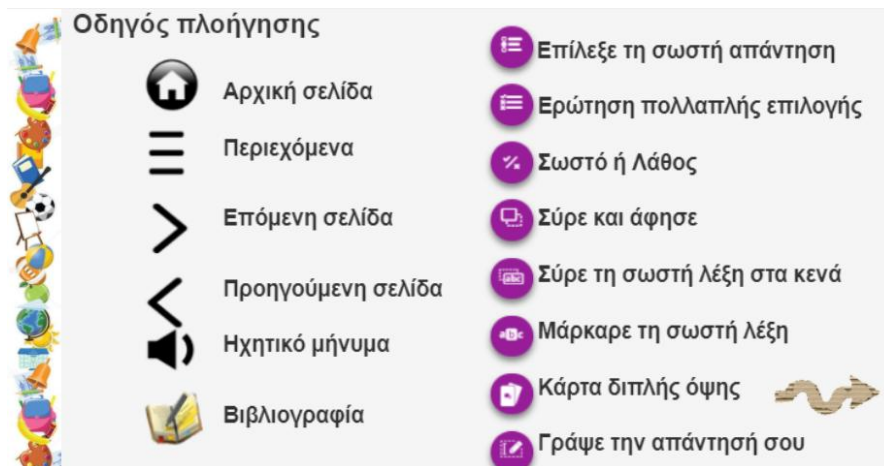 Οδηγός πλοήγησης
Αρχική σελίδα
Περιεχόμενα
Επόμενη σελίδα
Προηγούμενη σελίδα
Ηχητικό μήνυμα
Βιβλιογραφία
Επίλεξε τη σωστή απάντηση
Ερώτηση πολλαπλής επιλογής
Σωστό ή Λάθος
Σύρε και άφησε
abc Σύρε τη σωστή λέξη στα κενά
abc Μάρκαρε τη σωστή λέξη
Κάρτα διπλής όψης
Γράψε την απάντησή σου